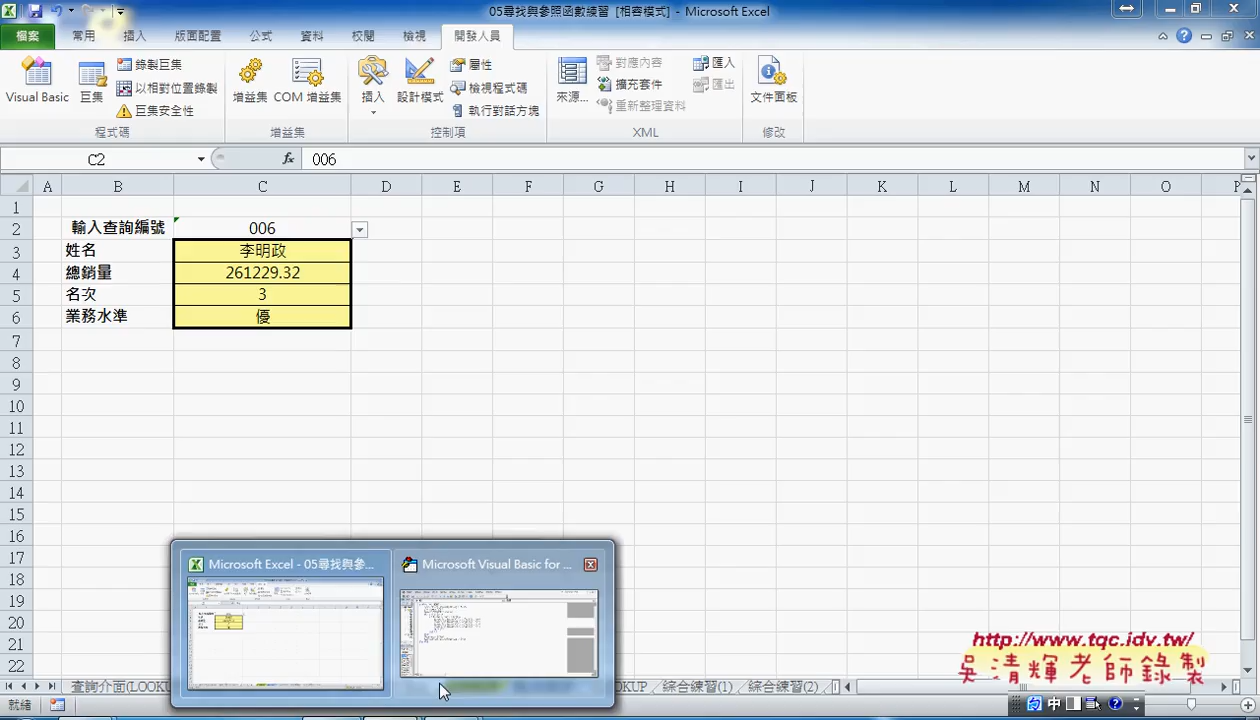 05尋找與參照函數練習 [相容模式] - Microsoft Excel
檔案 常用 插入 版面配置 公式 資料 校閱 檢視 開發人員
Visual Basic 巨集 錄製巨集 以相對位置錄製 巨集安全性 程式碼
增益集 COM 增益集 增益集
插入 設計模式 屬性 檢視程式碼 執行對話方塊 控制項
來源... 對應內容 擴充套件 重新整理資料 匯入 匯出 XML
文件面板 修改
C2 fx 006
A B C D E F G H I J K L M N O P
1
2 輸入查詢編號 006
3 姓名 李明政
4 總銷量 261229.32
5 名次 3
6 業務水準 優
7
8
9
10
11
12
13
14
15
16
17
18
19
20
21
22
Microsoft Excel - 05尋找與參... Microsoft Visual Basic for ...
http://www.tqc.idv.tw/
吳清輝老師錄製
查詢介面(LOOKU OKUP 綜合練習(1) 綜合練習(2)
就緒 中